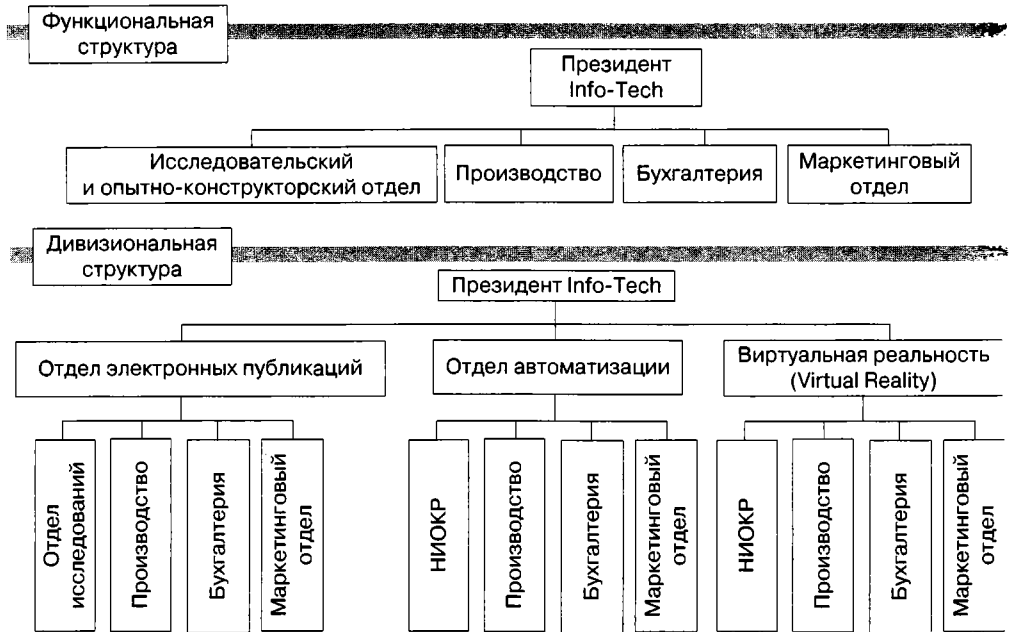 Функциональная
структура
Президент
Info-Tech
Исследовательский
и опытно-конструкторский отдел
Производство
Бухгалтерия
Маркетинговый
отдел
Дивизиональная
структура
Президент Info-Tech
Отдел электронных публикаций
Отдел автоматизации
Виртуальная реальность
(Virtual Reality)
Отдел
исследований
Производство
Бухгалтерия
Маркетинговый
отдел
НИОКР
Производство
Бухгалтерия
Маркетинговый
отдел
НИОКР
Производство
Бухгалтерия
Маркетинговый
отдел